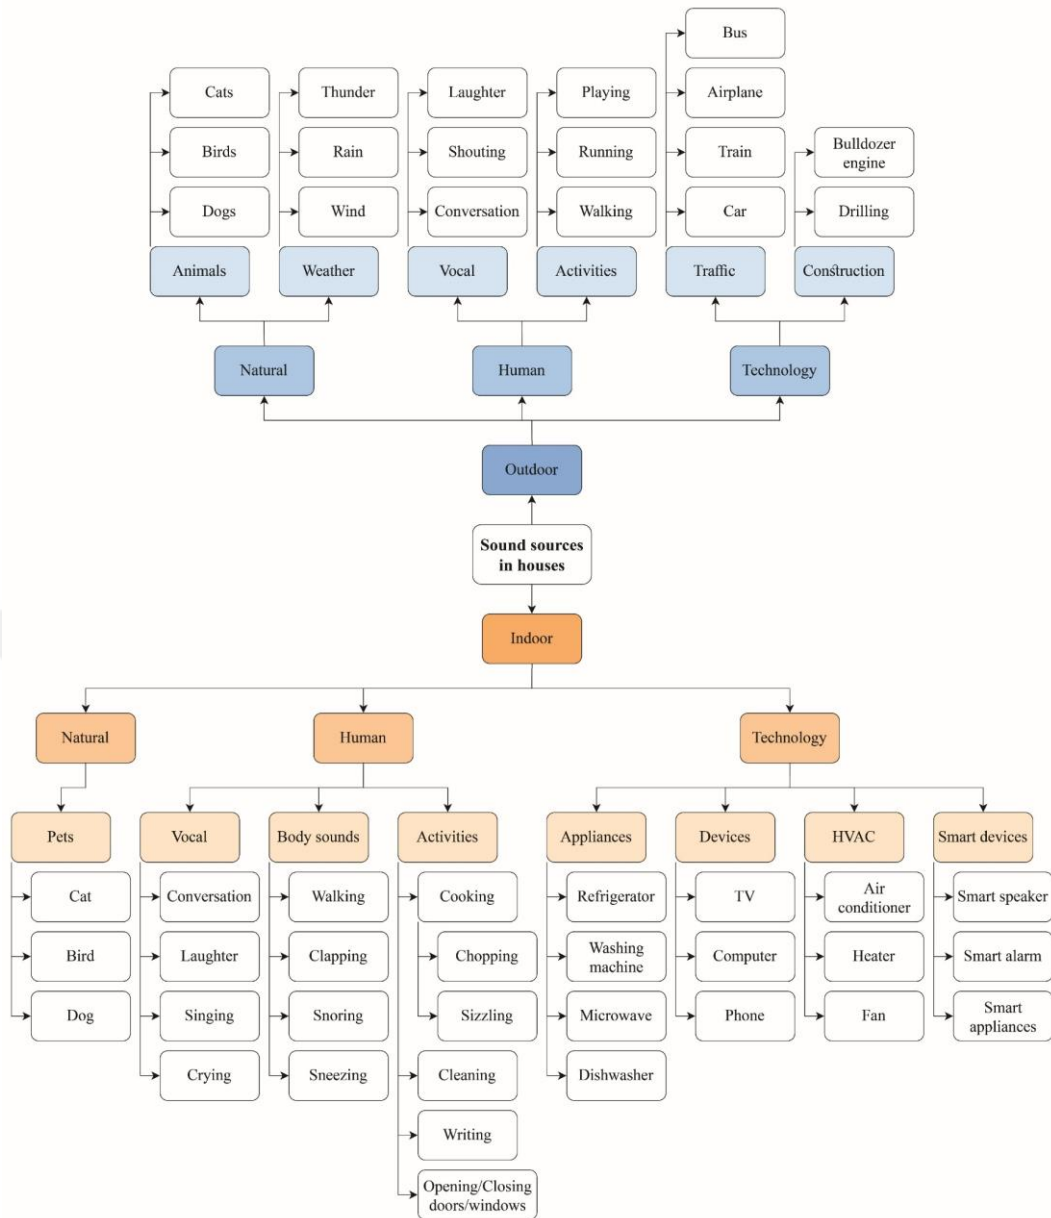 Bus
Cats
Thunder
Laughter
Playing
Airplane
Birds
Rain
Shouting
Running
Train
Bulldozer
engine
Dogs
Wind
Conversation
Walking
Car
Drilling
Animals
Weather
Vocal
Activities
Traffic
Construction
Natural
Human
Technology
Outdoor
Sound sources
in houses
Indoor
Natural
Human
Technology
Pets
Vocal
Body sounds
Activities
Appliances
Devices
HVAC
Smart devices
Cat
Conversation
Walking
Cooking
Refrigerator
TV
Air
conditioner
Smart speaker
Bird
Laughter
Clapping
Chopping
Washing
machine
Computer
Heater
Smart alarm
Dog
Singing
Snoring
Sizzling
Microwave
Phone
Fan
Smart
appliances
Crying
Sneezing
Cleaning
Dishwasher
Writing
Opening/Closing
doors/windows